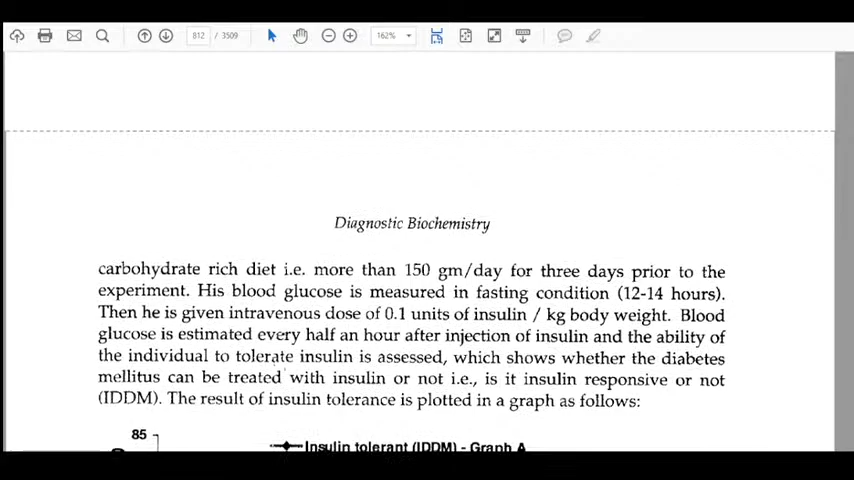 812 / 3509
162%
Diagnostic Biochemistry
carbohydrate rich diet i.e. more than 150 gm/day for three days prior to the
experiment. His blood glucose is measured in fasting condition (12-14 hours).
Then he is given intravenous dose of 0.1 units of insulin / kg body weight. Blood
glucose is estimated every half an hour after injection of insulin and the ability of
the individual to tolerate insulin is assessed, which shows whether the diabetes
mellitus can be treated with insulin or not i.e., is it insulin responsive or not
(IDDM). The result of insulin tolerance is plotted in a graph as follows:
85
Insulin tolerant (IDDM) - Graph A